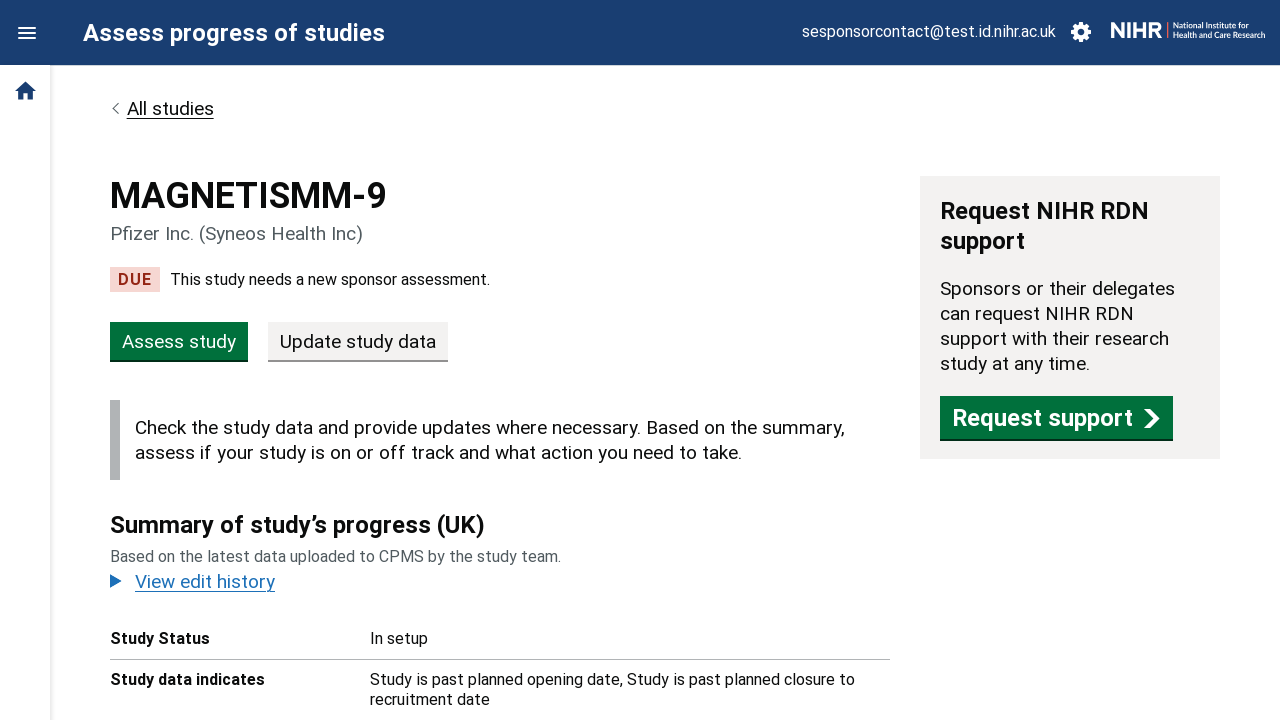 Assess progress of studies
sesponsorcontact@test.id.nihr.ac.uk
NIHR
National Institute for
Health and Care Research
All studies
MAGNETISMM-9
Pfizer Inc. (Syneos Health Inc)
DUE
This study needs a new sponsor assessment.
Assess study
Update study data
Check the study data and provide updates where necessary. Based on the summary,
assess if your study is on or off track and what action you need to take.
Summary of study’s progress (UK)
Based on the latest data uploaded to CPMS by the study team.
View edit history
Study Status
In setup
Study data indicates
Study is past planned opening date, Study is past planned closure to
recruitment date
Request NIHR RDN
support
Sponsors or their delegates
can request NIHR RDN
support with their research
study at any time.
Request support